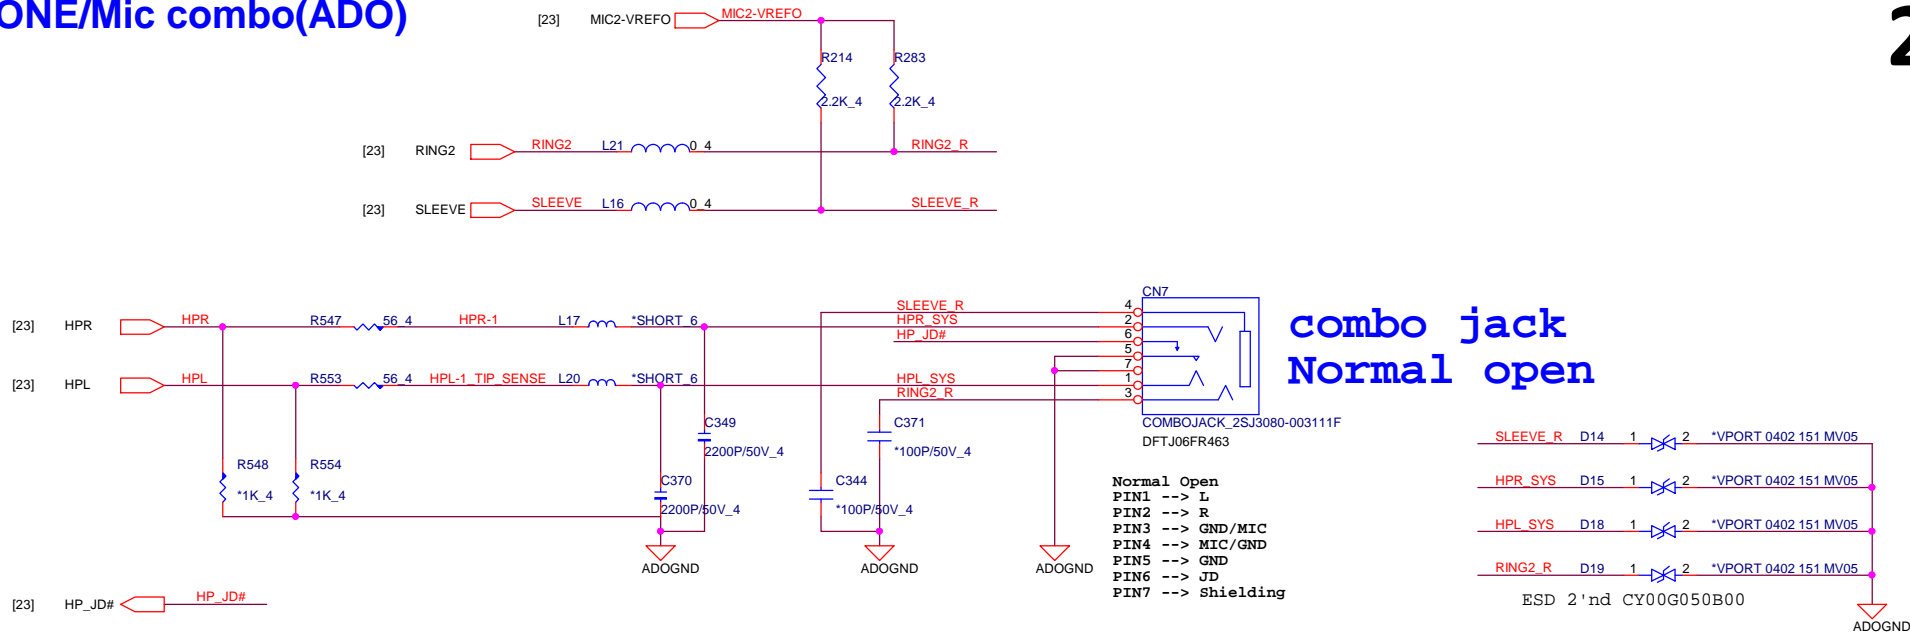 ONE/Mic combo(ADO)
[23] MIC2-VREFO MIC2-VREFO
2
R214 R283
2.2K_4 2.2K_4
[23] RING2 RING2 L21 0_4 RING2_R
[23] SLEEVE SLEEVE L16 0_4 SLEEVE_R
CN7
SLEEVE_R 4
[23] HPR HPR R547 56_4 HPR-1 L17 *SHORT_6 HPR_SYS 2
HP_JD# 6
5
7
[23] HPL HPL R553 56_4 HPL-1_TIP_SENSE L20 *SHORT_6 HPL_SYS 1
RING2_R 3
combo jack
Normal open
COMBOJACK_2SJ3080-003111F
DFTJ06FR463
C349
2200P/50V_4
C371
*100P/50V_4
R548 R554
*1K_4 *1K_4
C370
2200P/50V_4
C344
*100P/50V_4
ADOGND ADOGND ADOGND
Normal Open
PIN1 --> L
PIN2 --> R
PIN3 --> GND/MIC
PIN4 --> MIC/GND
PIN5 --> GND
PIN6 --> JD
PIN7 --> Shielding
SLEEVE_R D14 1 2 *VPORT 0402 151 MV05
HPR_SYS D15 1 2 *VPORT 0402 151 MV05
HPL_SYS D18 1 2 *VPORT 0402 151 MV05
RING2_R D19 1 2 *VPORT 0402 151 MV05
ESD 2'nd CY00G050B00
ADOGND
[23] HP_JD# HP_JD#